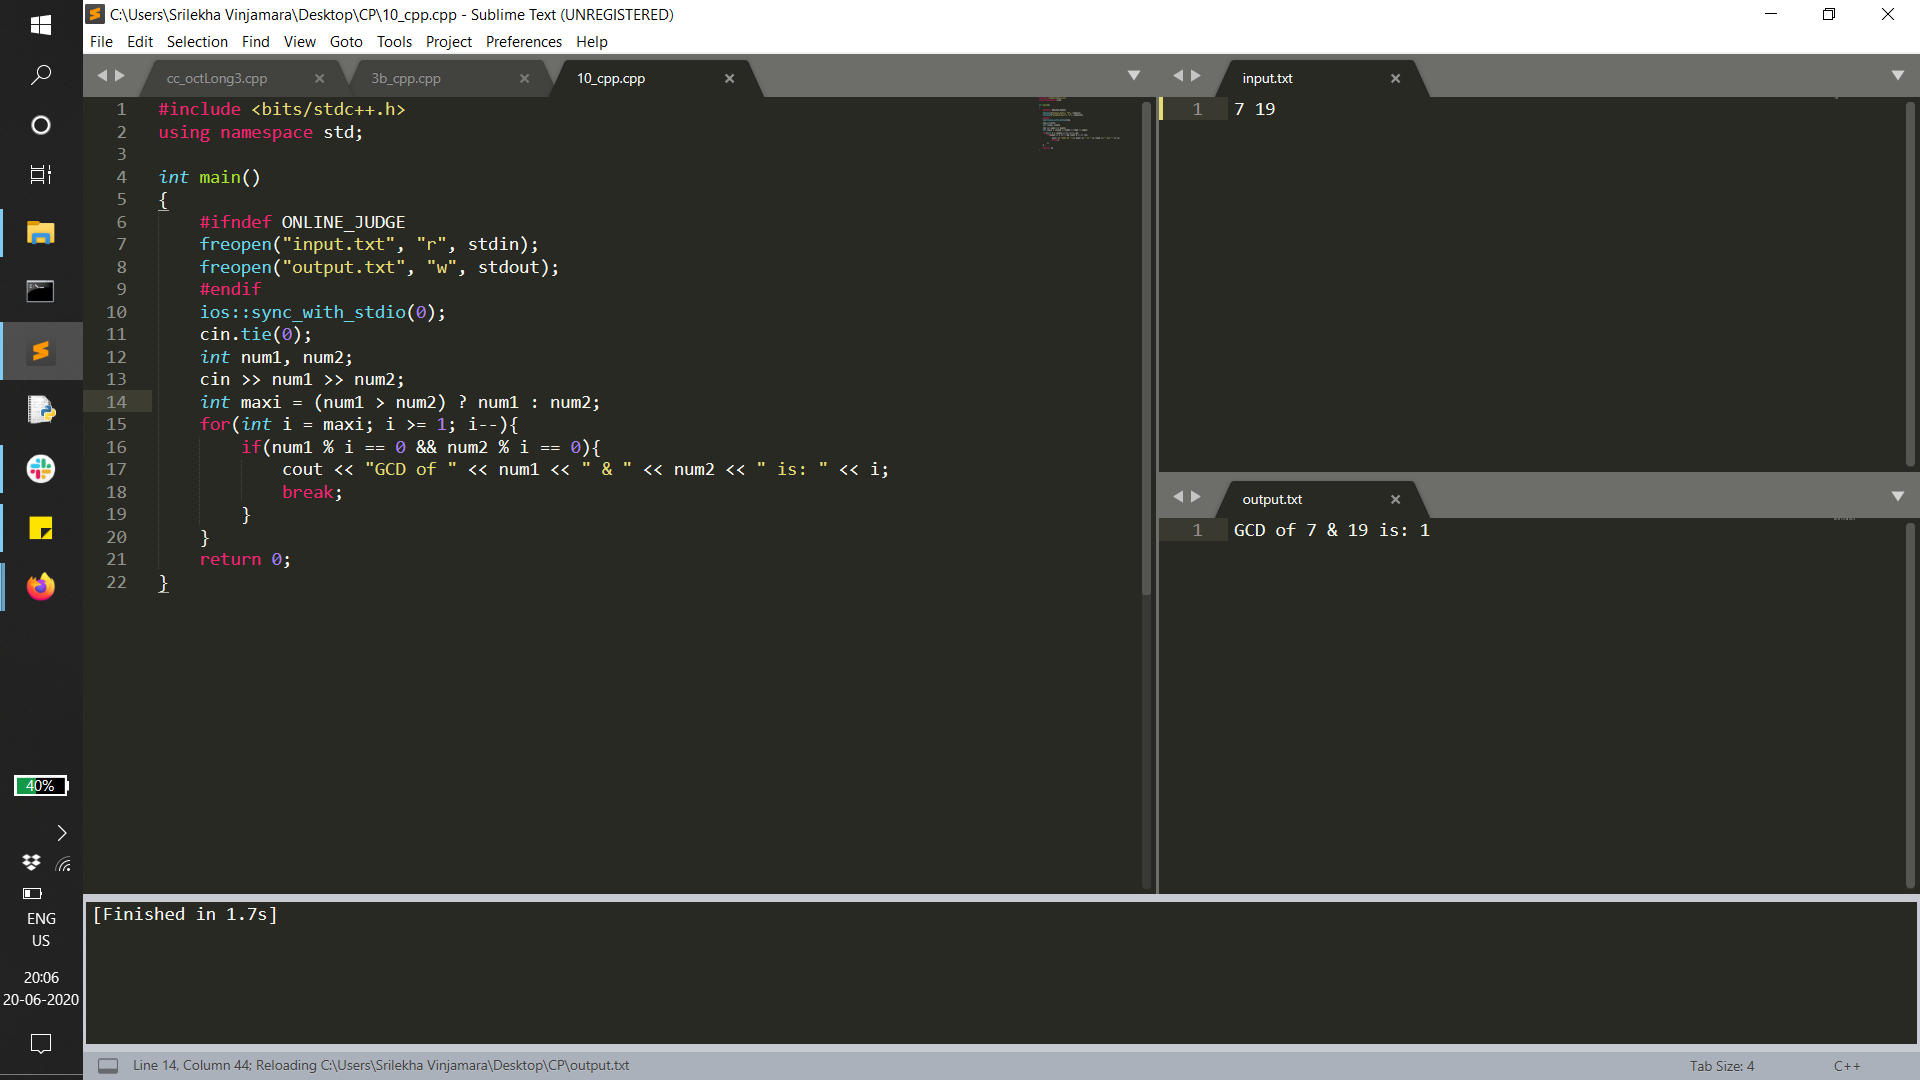 C:\Users\Srilekha Vinjamara\Desktop\CP\10_cpp.cpp - Sublime Text (UNREGISTERED)
File Edit Selection Find View Goto Tools Project Preferences Help
cc_octLong3.cpp 3b_cpp.cpp 10_cpp.cpp
1 #include <bits/stdc++.h>
2 using namespace std;
3
4 int main()
5 {
6 #ifndef ONLINE_JUDGE
7 freopen("input.txt", "r", stdin);
8 freopen("output.txt", "w", stdout);
9 #endif
10 ios::sync_with_stdio(0);
11 cin.tie(0);
12 int num1, num2;
13 cin >> num1 >> num2;
14 int maxi = (num1 > num2) ? num1 : num2;
15 for(int i = maxi; i >= 1; i--){
16 if(num1 % i == 0 && num2 % i == 0){
17 cout << "GCD of " << num1 << " & " << num2 << " is: " << i;
18 break;
19 }
20 }
21 return 0;
22 }
input.txt
1 7 19
output.txt
1 GCD of 7 & 19 is: 1
[Finished in 1.7s]
Line 14, Column 44; Reloading C:\Users\Srilekha Vinjamara\Desktop\CP\output.txt
Tab Size: 4
C++
40%
ENG
US
20:06
20-06-2020